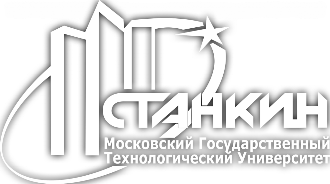 СТАНКИН
Московский Государственный
Технологический Университет